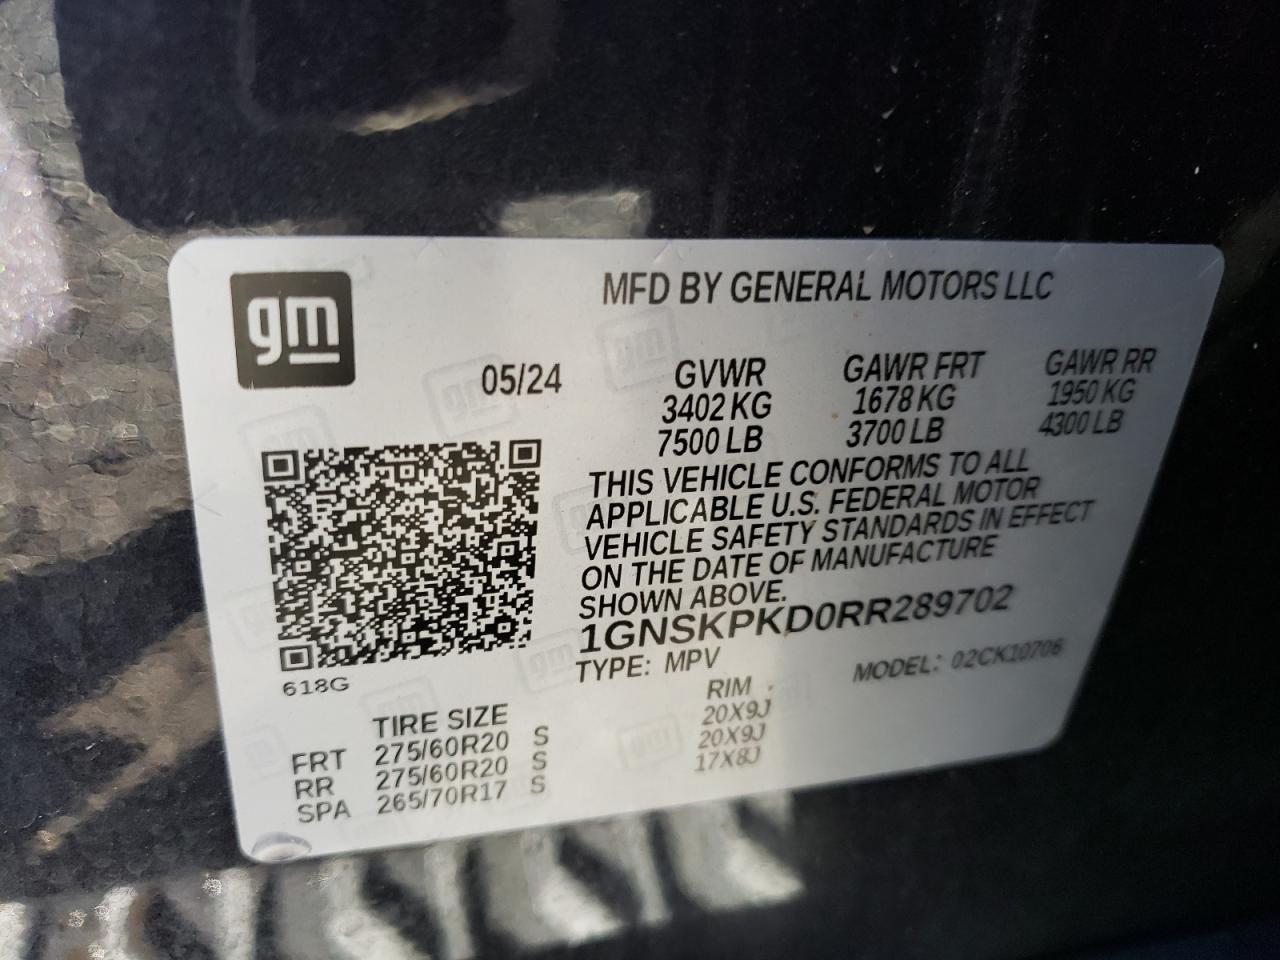 gm
MFD BY GENERAL MOTORS LLC
05/24
GVWR GAWR FRT GAWR RR
3402 KG 1678 KG 1950 KG
7500 LB 3700 LB 4300 LB
THIS VEHICLE CONFORMS TO ALL
APPLICABLE U.S. FEDERAL MOTOR
VEHICLE SAFETY STANDARDS IN EFFECT
ON THE DATE OF MANUFACTURE
SHOWN ABOVE.
1GNSKPKD0RR289702
TYPE: MPV MODEL: 02CK10706
618G
TIRE SIZE RIM
FRT 275/60R20 S 20X9J
RR 275/60R20 S 20X9J
SPA 265/70R17 S 17X8J